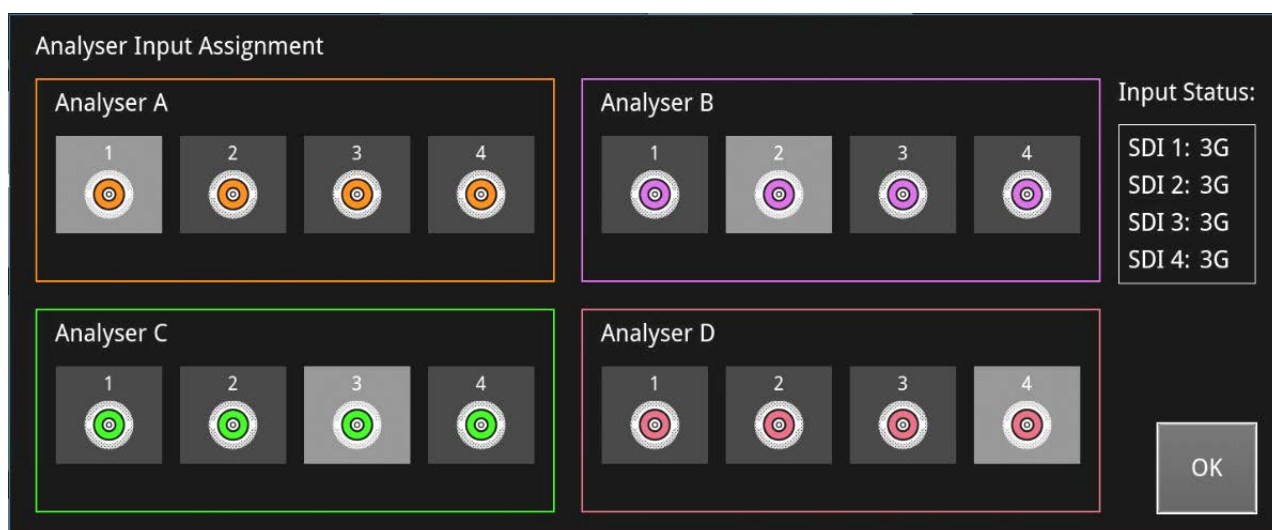 Analyser Input Assignment
Analyser A
1 2 3 4
Analyser B
1 2 3 4
Input Status:
SDI 1: 3G
SDI 2: 3G
SDI 3: 3G
SDI 4: 3G
Analyser C
1 2 3 4
Analyser D
1 2 3 4
OK